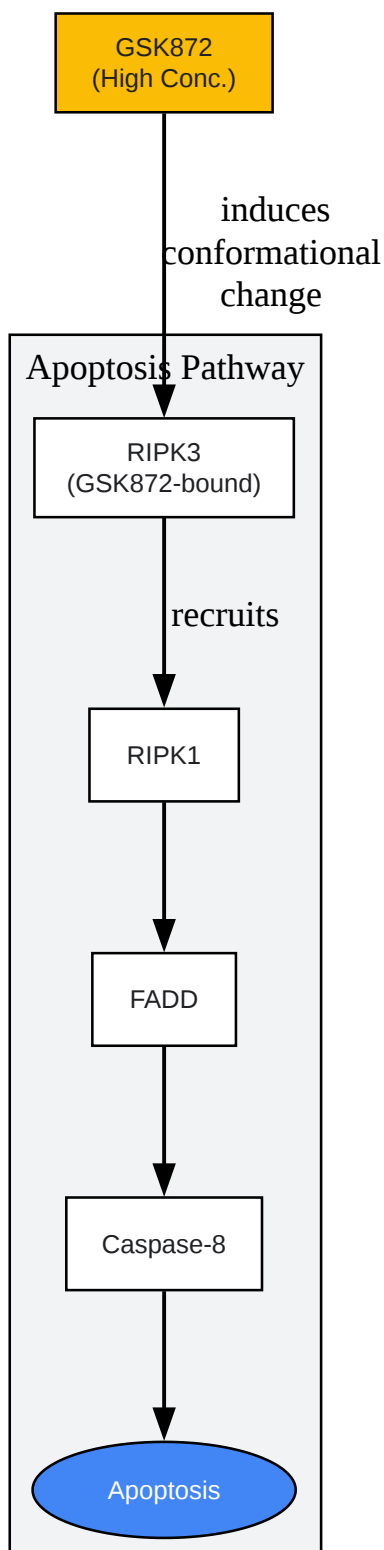 GSK872
(High Conc.)
induces
conformational
change
Apoptosis Pathway
RIPK3
(GSK872-bound)
recruits
RIPK1
FADD
Caspase-8
Apoptosis